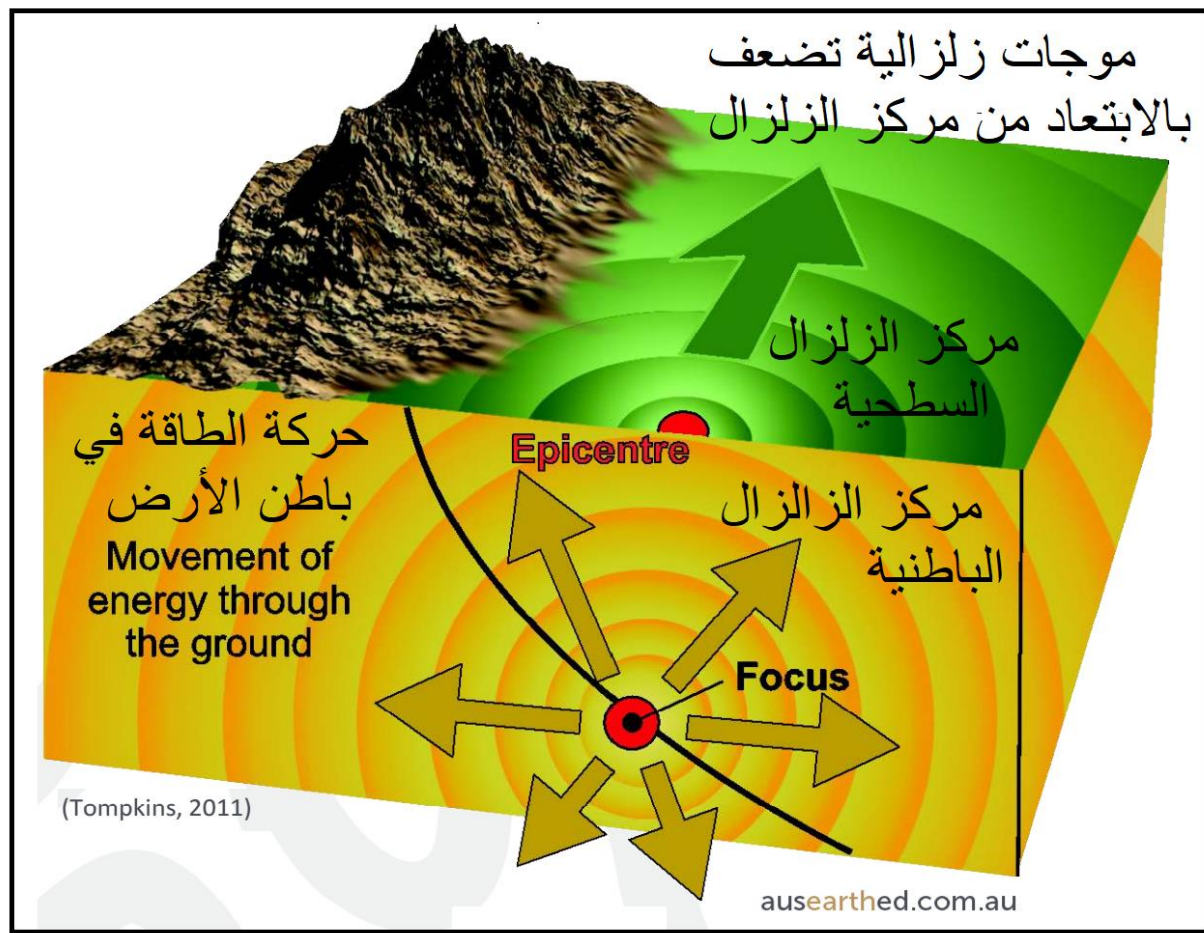 موجات زلزالية تضعف
بالابتعاد من مركز الزلزال
مركز الزلزال
السطحية
Epicentre
حركة الطاقة في
باطن الأرض
Movement of
energy through
the ground
مركز الزالزال
الباطنية
Focus
(Tompkins, 2011)
ausearthed.com.au